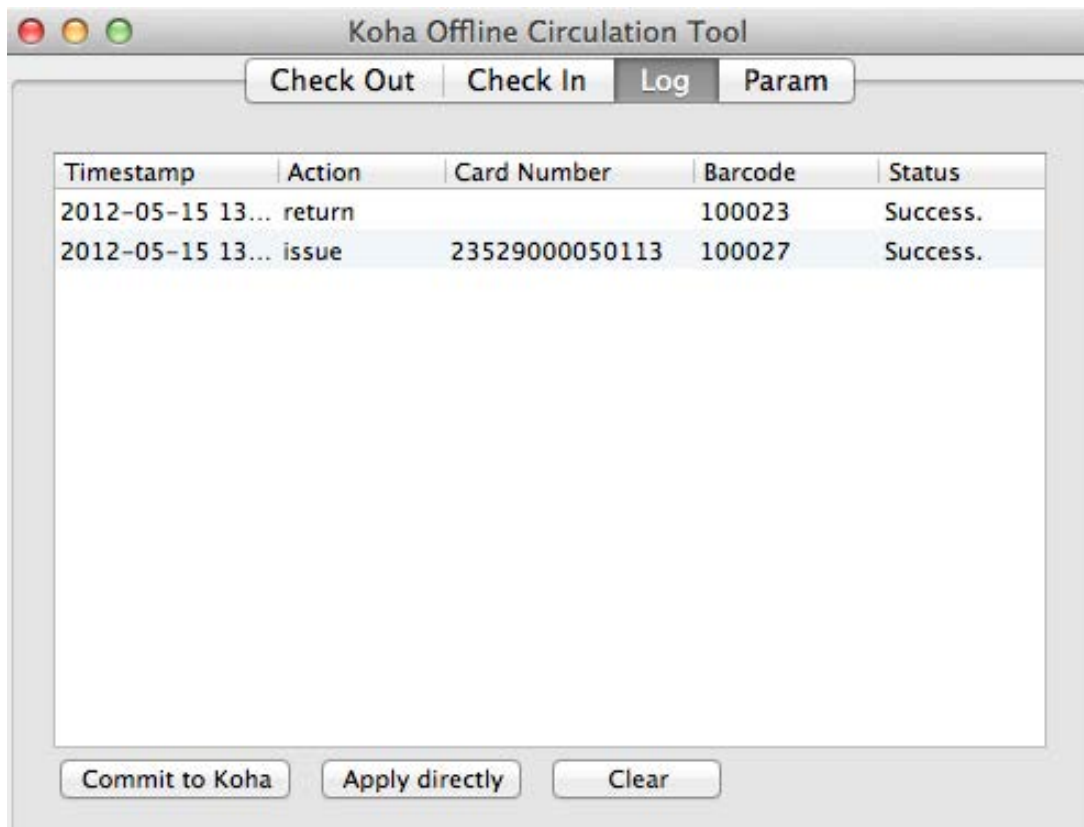 Koha Offline Circulation Tool
Check Out Check In Log Param
Timestamp Action Card Number Barcode Status
2012-05-15 13... return 100023 Success.
2012-05-15 13... issue 23529000050113 100027 Success.
Commit to Koha Apply directly Clear